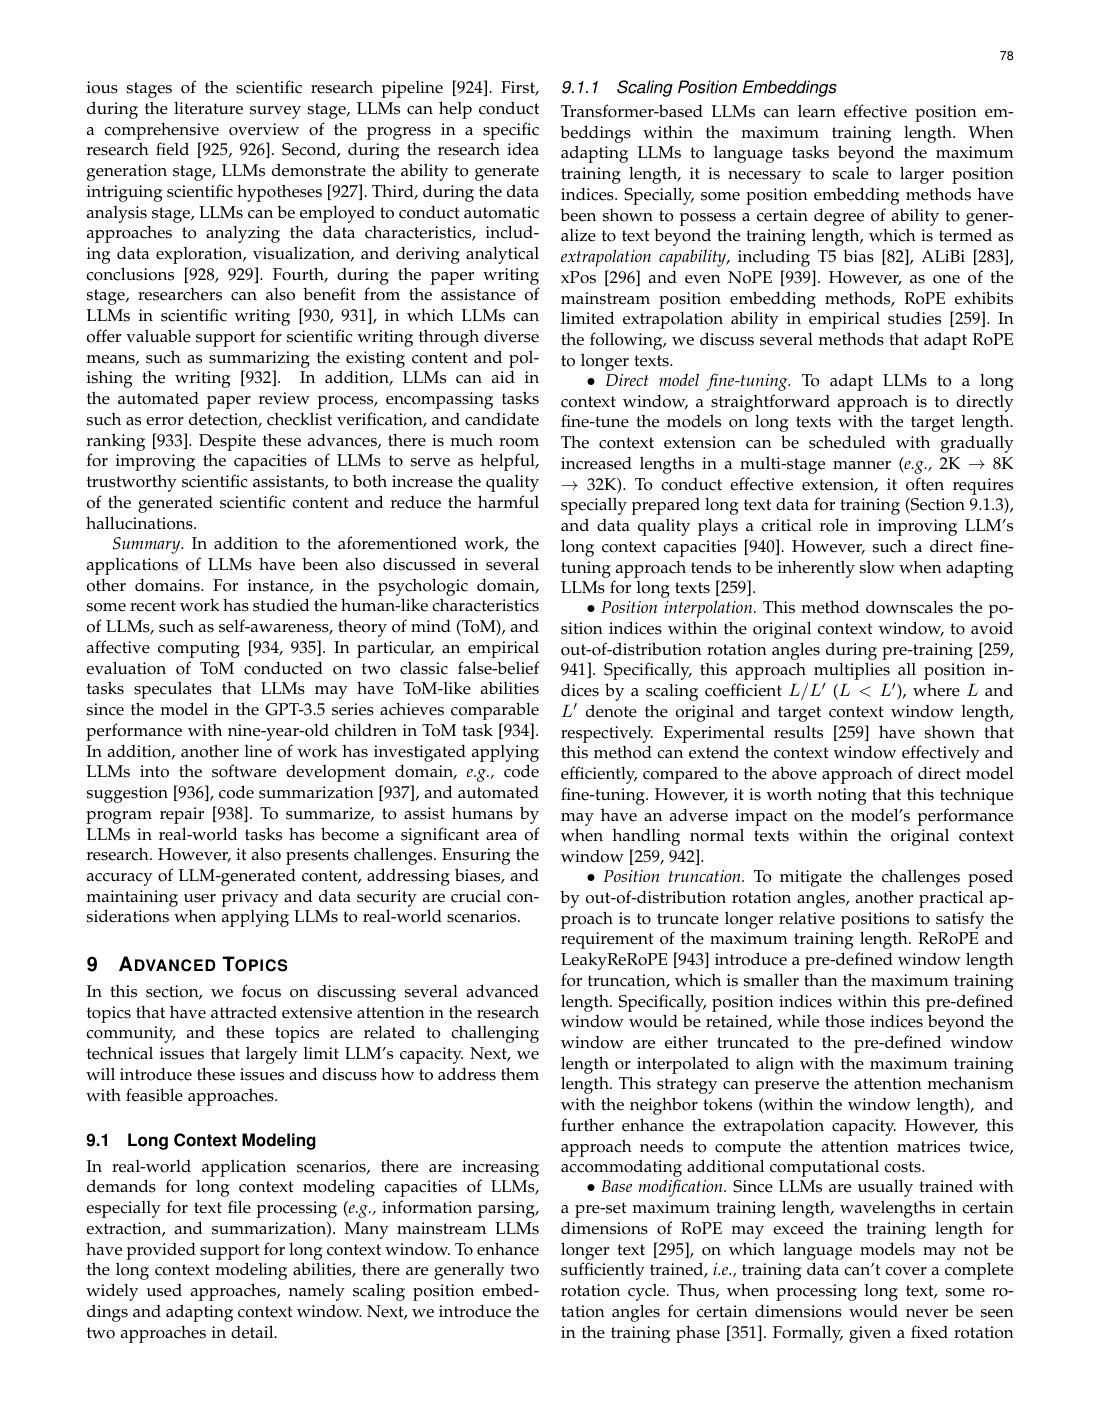 78
ious stages of the scientific research pipeline [924]. First,
during the literature survey stage, LLMs can help conduct
a comprehensive overview of the progress in a specific
research field [925, 926]. Second, during the research idea
generation stage, LLMs demonstrate the ability to generate
intriguing scientific hypotheses [927]. Third, during the data
analysis stage, LLMs can be employed to conduct automatic
approaches to analyzing the data characteristics, includ-
ing data exploration, visualization, and deriving analytical
conclusions [928, 929]. Fourth, during the paper writing
stage, researchers can also benefit from the assistance of
LLMs in scientific writing [930, 931], in which LLMs can
offer valuable support for scientific writing through diverse
means, such as summarizing the existing content and pol-
ishing the writing [932]. In addition, LLMs can aid in
the automated paper review process, encompassing tasks
such as error detection, checklist verification, and candidate
ranking [933]. Despite these advances, there is much room
for improving the capacities of LLMs to serve as helpful,
trustworthy scientific assistants, to both increase the quality
of the generated scientific content and reduce the harmful
hallucinations.
Summary. In addition to the aforementioned work, the
applications of LLMs have been also discussed in several
other domains. For instance, in the psychologic domain,
some recent work has studied the human-like characteristics
of LLMs, such as self-awareness, theory of mind (ToM), and
affective computing [934, 935]. In particular, an empirical
evaluation of ToM conducted on two classic false-belief
tasks speculates that LLMs may have ToM-like abilities
since the model in the GPT-3.5 series achieves comparable
performance with nine-year-old children in ToM task [934].
In addition, another line of work has investigated applying
LLMs into the software development domain, e.g., code
suggestion [936], code summarization [937], and automated
program repair [938]. To summarize, to assist humans by
LLMs in real-world tasks has become a significant area of
research. However, it also presents challenges. Ensuring the
accuracy of LLM-generated content, addressing biases, and
maintaining user privacy and data security are crucial con-
siderations when applying LLMs to real-world scenarios.
9 ADVANCED TOPICS
In this section, we focus on discussing several advanced
topics that have attracted extensive attention in the research
community, and these topics are related to challenging
technical issues that largely limit LLM's capacity. Next, we
will introduce these issues and discuss how to address them
with feasible approaches.
9.1 Long Context Modeling
In real-world application scenarios, there are increasing
demands for long context modeling capacities of LLMs,
especially for text file processing (e.g., information parsing,
extraction, and summarization). Many mainstream LLMs
have provided support for long context window. To enhance
the long context modeling abilities, there are generally two
widely used approaches, namely scaling position embed-
dings and adapting context window. Next, we introduce the
two approaches in detail.
9.1.1 Scaling Position Embeddings
Transformer-based LLMs can learn effective position em-
beddings within the maximum training length. When
adapting LLMs to language tasks beyond the maximum
training length, it is necessary to scale to larger position
indices. Specially, some position embedding methods have
been shown to possess a certain degree of ability to gener-
alize to text beyond the training length, which is termed as
extrapolation capability, including T5 bias [82], ALiBi [283],
xPos [296] and even NoPE [939]. However, as one of the
mainstream position embedding methods, RoPE exhibits
limited extrapolation ability in empirical studies [259]. In
the following, we discuss several methods that adapt RoPE
to longer texts.
• Direct model fine-tuning. To adapt LLMs to a long
context window, a straightforward approach is to directly
fine-tune the models on long texts with the target length.
The context extension can be scheduled with gradually
increased lengths in a multi-stage manner (e.g., 2K → 8K
→ 32K). To conduct effective extension, it often requires
specially prepared long text data for training (Section 9.1.3),
and data quality plays a critical role in improving LLM's
long context capacities [940]. However, such a direct fine-
tuning approach tends to be inherently slow when adapting
LLMs for long texts [259].
• Position interpolation. This method downscales the po-
sition indices within the original context window, to avoid
out-of-distribution rotation angles during pre-training [259,
941]. Specifically, this approach multiplies all position in-
dices by a scaling coefficient L/L′ (L < L′), where L and
L′ denote the original and target context window length,
respectively. Experimental results [259] have shown that
this method can extend the context window effectively and
efficiently, compared to the above approach of direct model
fine-tuning. However, it is worth noting that this technique
may have an adverse impact on the model's performance
when handling normal texts within the original context
window [259, 942].
• Position truncation. To mitigate the challenges posed
by out-of-distribution rotation angles, another practical ap-
proach is to truncate longer relative positions to satisfy the
requirement of the maximum training length. ReRoPE and
LeakyReRoPE [943] introduce a pre-defined window length
for truncation, which is smaller than the maximum training
length. Specifically, position indices within this pre-defined
window would be retained, while those indices beyond the
window are either truncated to the pre-defined window
length or interpolated to align with the maximum training
length. This strategy can preserve the attention mechanism
with the neighbor tokens (within the window length), and
further enhance the extrapolation capacity. However, this
approach needs to compute the attention matrices twice,
accommodating additional computational costs.
• Base modification. Since LLMs are usually trained with
a pre-set maximum training length, wavelengths in certain
dimensions of RoPE may exceed the training length for
longer text [295], on which language models may not be
sufficiently trained, i.e., training data can't cover a complete
rotation cycle. Thus, when processing long text, some ro-
tation angles for certain dimensions would never be seen
in the training phase [351]. Formally, given a fixed rotation